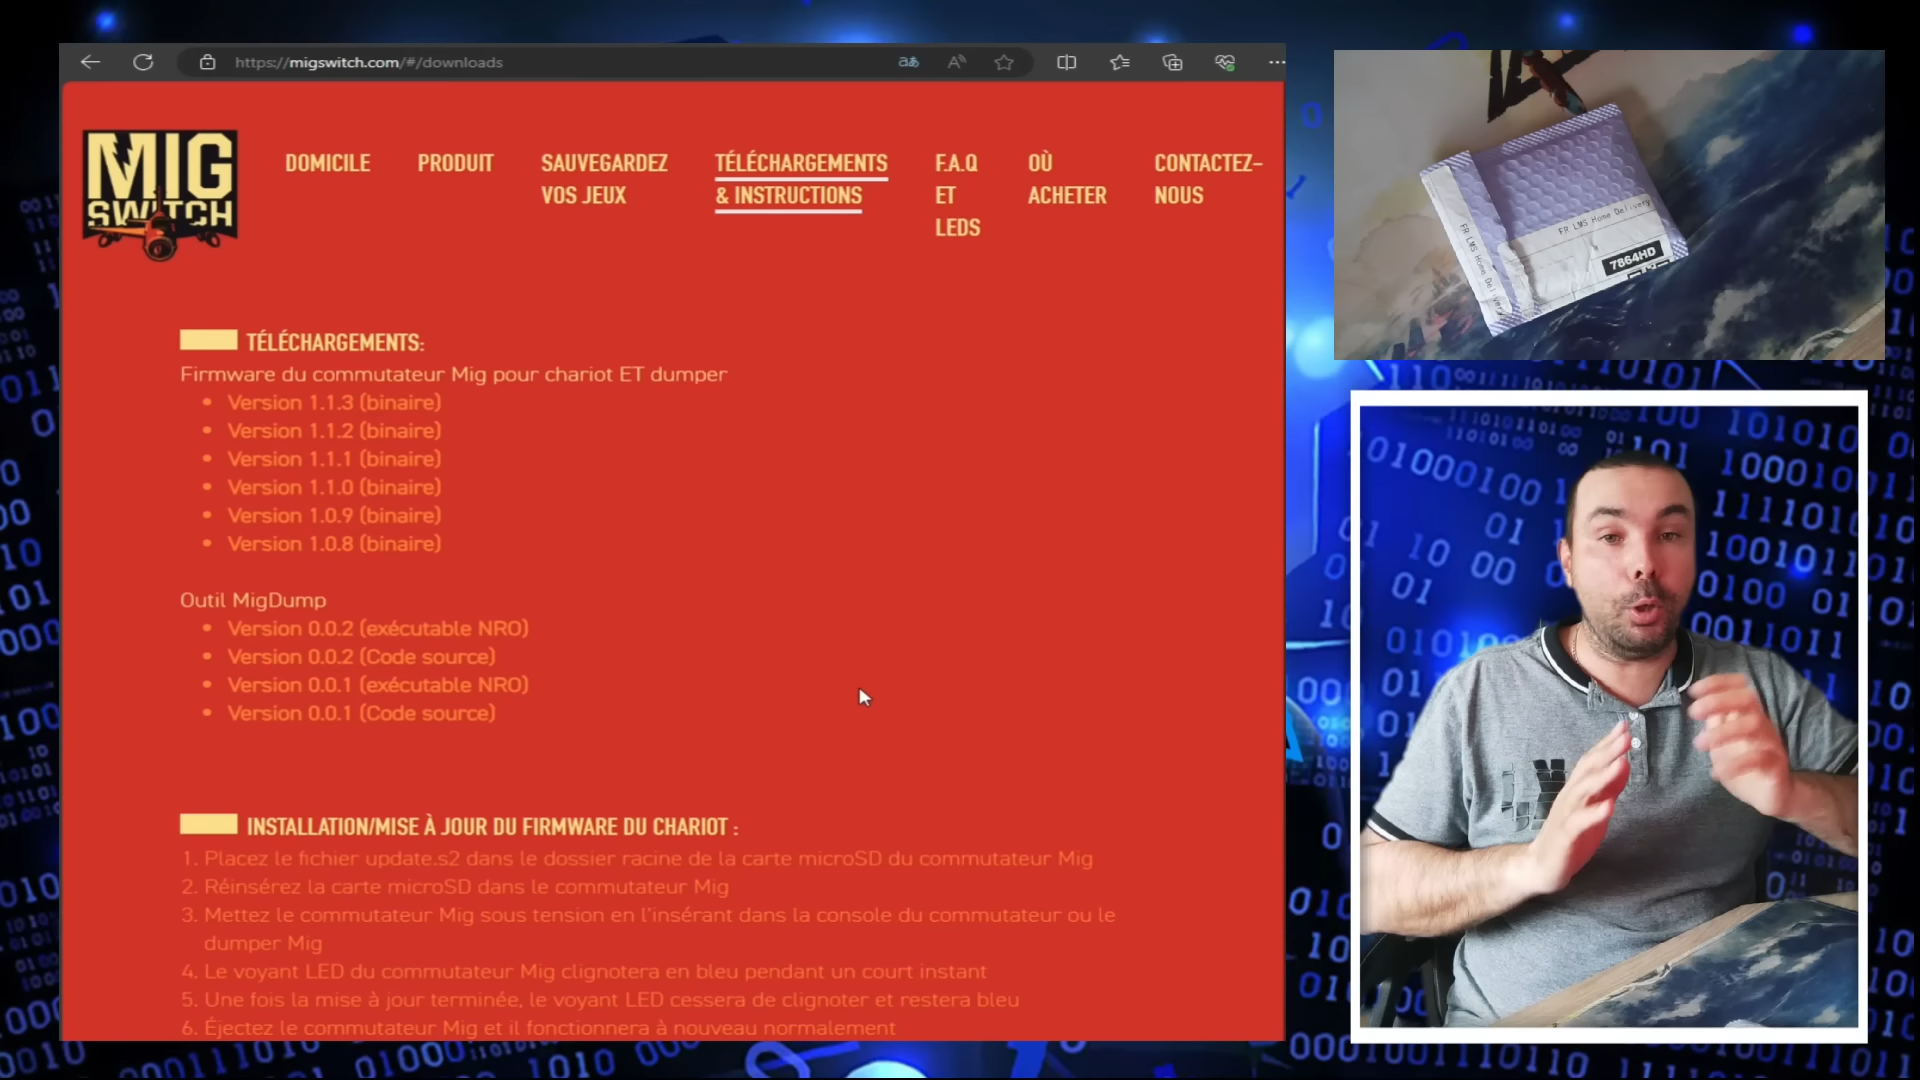 https://migswitch.com/#/downloads
MIG
SWITCH
DOMICILE
PRODUIT
SAUVEGARDEZ
VOS JEUX
TÉLÉCHARGEMENTS
& INSTRUCTIONS
F.A.Q
ET
LEDS
OÙ
ACHETER
CONTACTEZ-
NOUS
TÉLÉCHARGEMENTS:
Firmware du commutateur Mig pour chariot ET dumper
• Version 1.1.3 (binaire)
• Version 1.1.2 (binaire)
• Version 1.1.1 (binaire)
• Version 1.1.0 (binaire)
• Version 1.0.9 (binaire)
• Version 1.0.8 (binaire)
Outil MigDump
• Version 0.0.2 (exécutable NRO)
• Version 0.0.2 (Code source)
• Version 0.0.1 (exécutable NRO)
• Version 0.0.1 (Code source)
INSTALLATION/MISE À JOUR DU FIRMWARE DU CHARIOT :
1. Placez le fichier update.s2 dans le dossier racine de la carte microSD du commutateur Mig
2. Réinsérez la carte microSD dans le commutateur Mig
3. Mettez le commutateur Mig sous tension en l'insérant dans la console du commutateur ou le
dumper Mig
4. Le voyant LED du commutateur Mig clignotera en bleu pendant un court instant
5. Une fois la mise à jour terminée, le voyant LED cessera de clignoter et restera bleu
6. Éjectez le commutateur Mig et il fonctionnera à nouveau normalement
FR LMS Home Delivery
FR LMS Home Delivery
7864HD